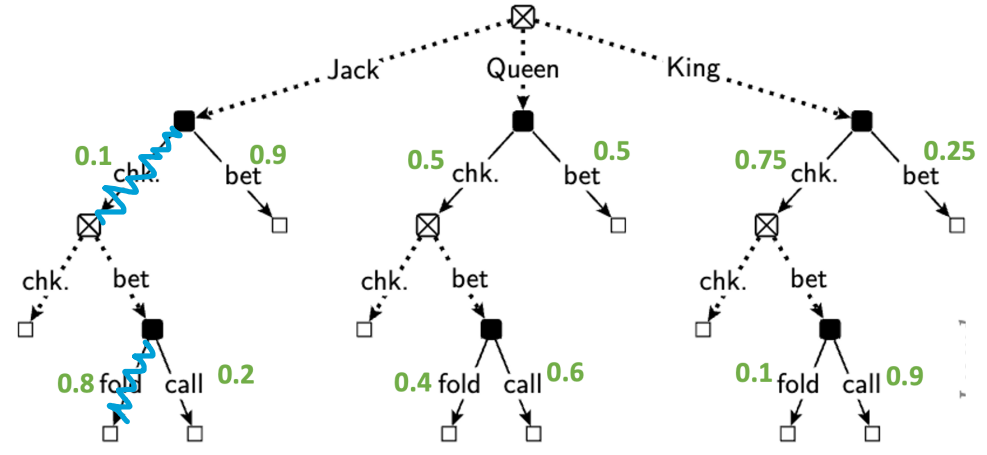 Jack Queen King
0.1 chk. 0.9 bet 0.5 chk. 0.5 bet 0.75 chk. 0.25 bet
chk. bet chk. bet chk. bet
0.8 fold call 0.2 0.4 fold call 0.6 0.1 fold call 0.9